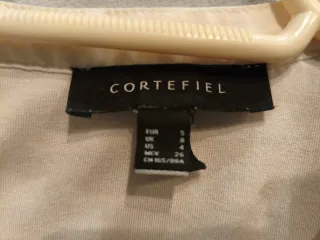 CORTEFIEL
EUR S
UK 8
US 4
MEX 26